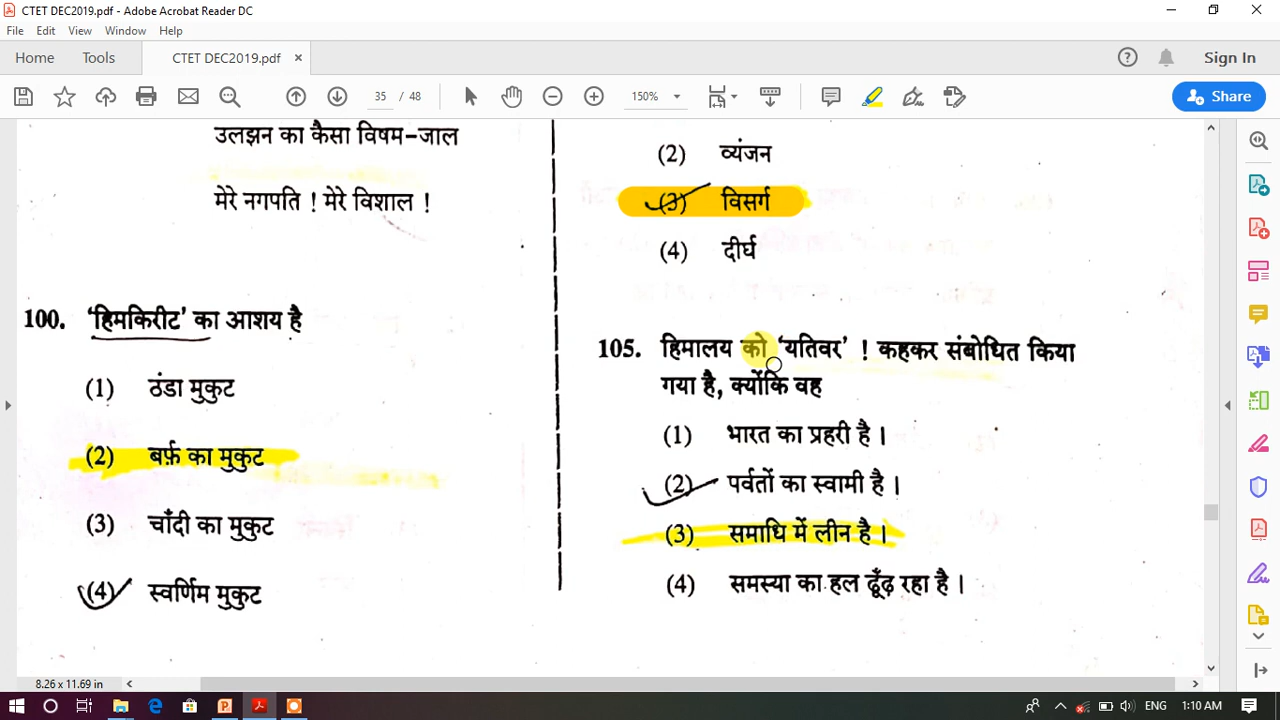 CTET DEC2019.pdf - Adobe Acrobat Reader DC
File Edit View Window Help
Home Tools CTET DEC2019.pdf × Sign In
35 / 48 150% Share
उलझन का कैसा विषम-जाल
मेरे नगपति ! मेरे विशाल !
100. ‘हिमकिरीट’ का आशय है
(1) ठंडा मुकुट
(2) बर्फ़ का मुकुट
(3) चाँदी का मुकुट
(4) स्वर्णिम मुकुट
(2) व्यंजन
(3) विसर्ग
(4) दीर्घ
105. हिमालय को ‘यतिवर’ ! कहकर संबोधित किया
गया है, क्योंकि वह
(1) भारत का प्रहरी है।
(2) पर्वतों का स्वामी है।
(3) समाधि में लीन है।
(4) समस्या का हल ढूँढ़ रहा है।
8.26 x 11.69 in
ENG 1:10 AM